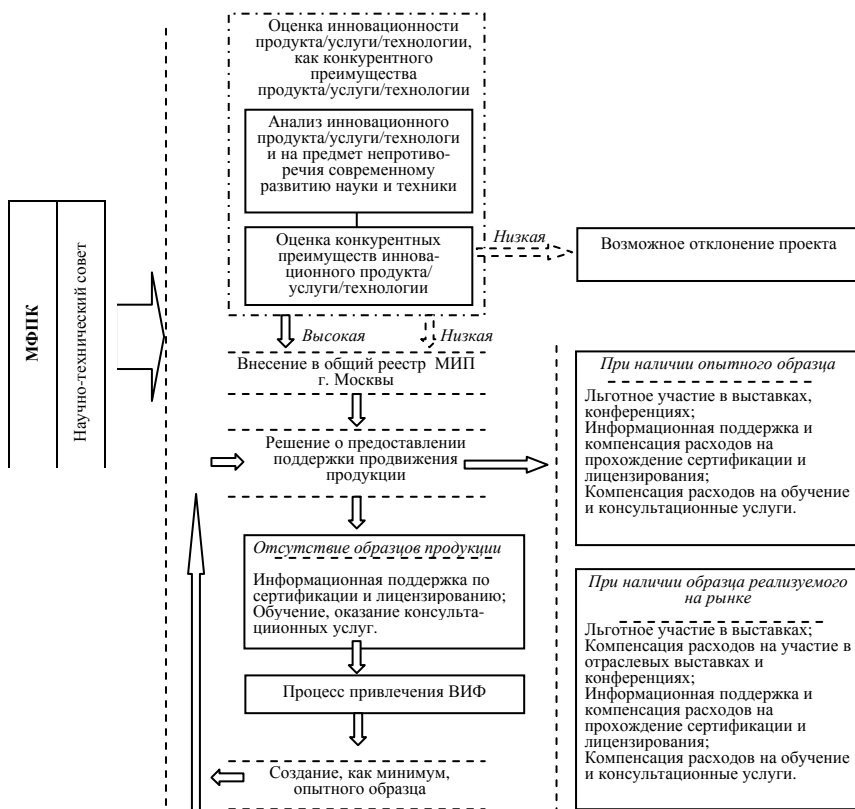 МФПК
Научно-технический совет
Оценка инновационности
продукта/услуги/технологии,
как конкурентного
преимущества
продукта/услуги/технологии
Анализ инновационного
продукта/услуги/технологи
и на предмет непротиво-
речия современному
развитию науки и техники
Оценка конкурентных
преимуществ иннова-
ционного продукта/
услуги/технологии
Низкая
Возможное отклонение проекта
Высокая
Низкая
Внесение в общий реестр МИП
г. Москвы
Решение о предоставлении
поддержки продвижения
продукции
Отсутствие образцов продукции
Информационная поддержка по
сертификации и лицензированию;
Обучение, оказание консульта-
циионных услуг.
Процесс привлечения ВИФ
Создание, как минимум,
опытного образца
При наличии опытного образца
Льготное участие в выставках,
конференциях;
Информационная поддержка и
компенсация расходов на
прохождение сертификации и
лицензирования;
Компенсация расходов на обучение
и консультационные услуги.
При наличии образца реализуемого
на рынке
Льготное участие в выставках;
Компенсация расходов на участие в
отраслевых выставках и
конференциях;
Информационная поддержка и
компенсация расходов на
прохождение сертификации и
лицензирования;
Компенсация расходов на обучение
и консультационные услуги.